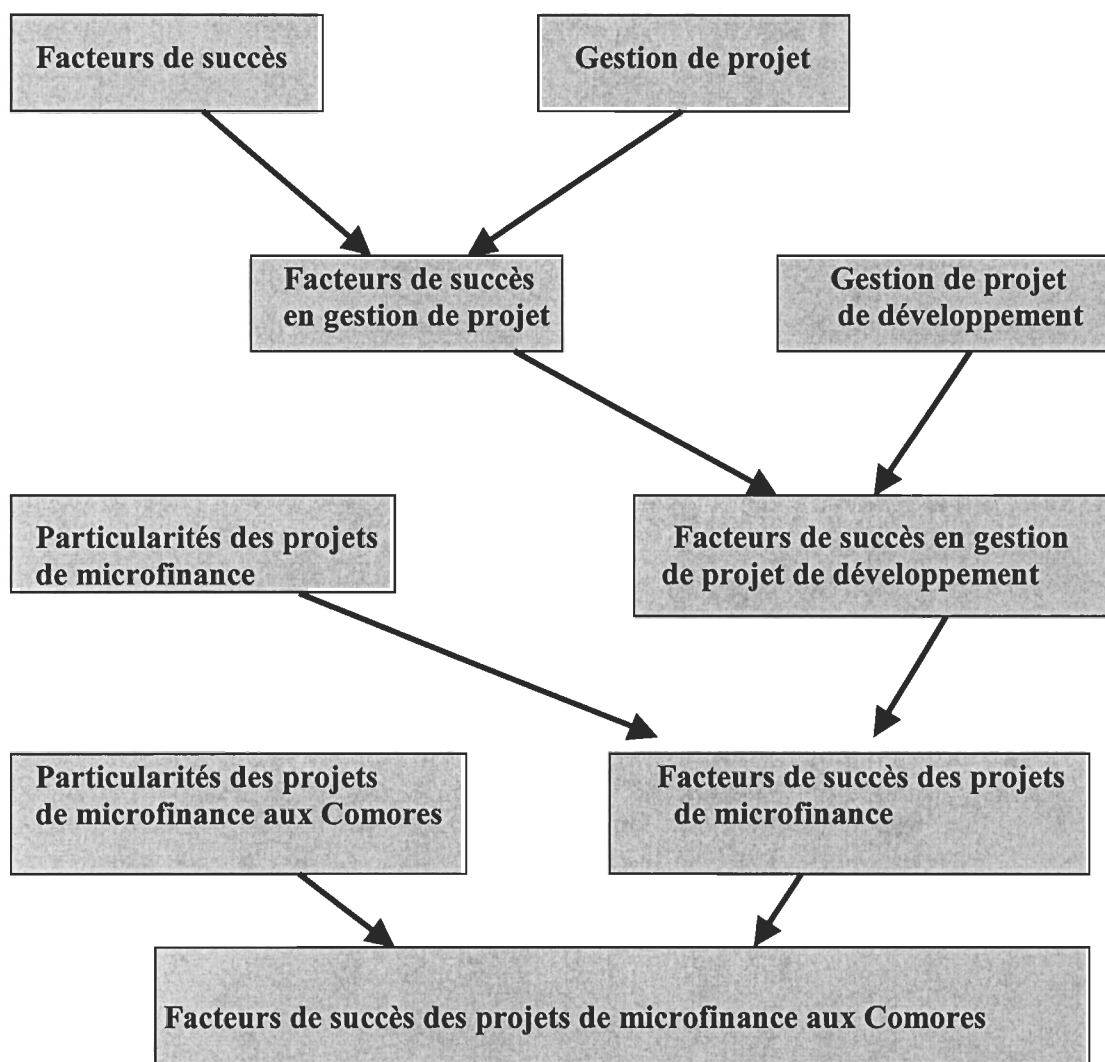 Facteurs de succès
Gestion de projet
Facteurs de succès
en gestion de projet
Gestion de projet
de développement
Particularités des projets
de microfinance
Facteurs de succès en gestion
de projet de développement
Particularités des projets
de microfinance aux Comores
Facteurs de succès des projets
de microfinance
Facteurs de succès des projets de microfinance aux Comores